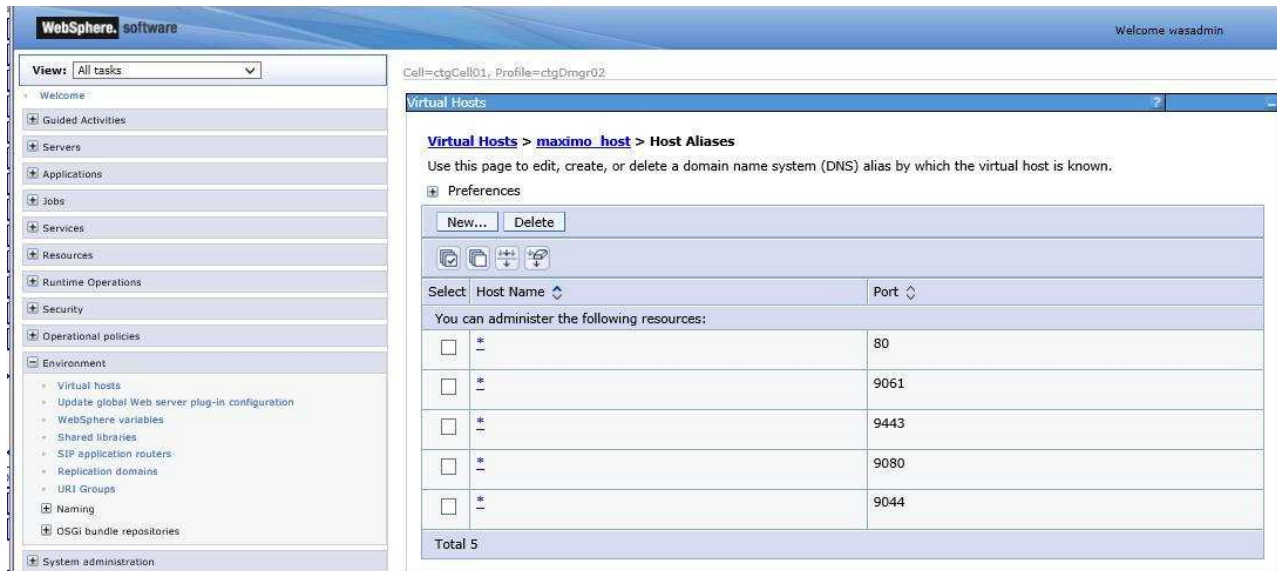 WebSphere. software
Welcome wasadmin
View: All tasks
Welcome
Guided Activities
Servers
Applications
Jobs
Services
Resources
Runtime Operations
Security
Operational policies
Environment
Virtual hosts
Update global Web server plug-in configuration
WebSphere variables
Shared libraries
SIP application routers
Replication domains
URI Groups
Naming
OSGi bundle repositories
System administration
Cell=ctgCell01, Profile=ctgDmgr02
Virtual Hosts ?
Virtual Hosts > maximo_host > Host Aliases
Use this page to edit, create, or delete a domain name system (DNS) alias by which the virtual host is known.
Preferences
New... Delete
Select Host Name Port
You can administer the following resources:
* 80
* 9061
* 9443
* 9080
* 9044
Total 5